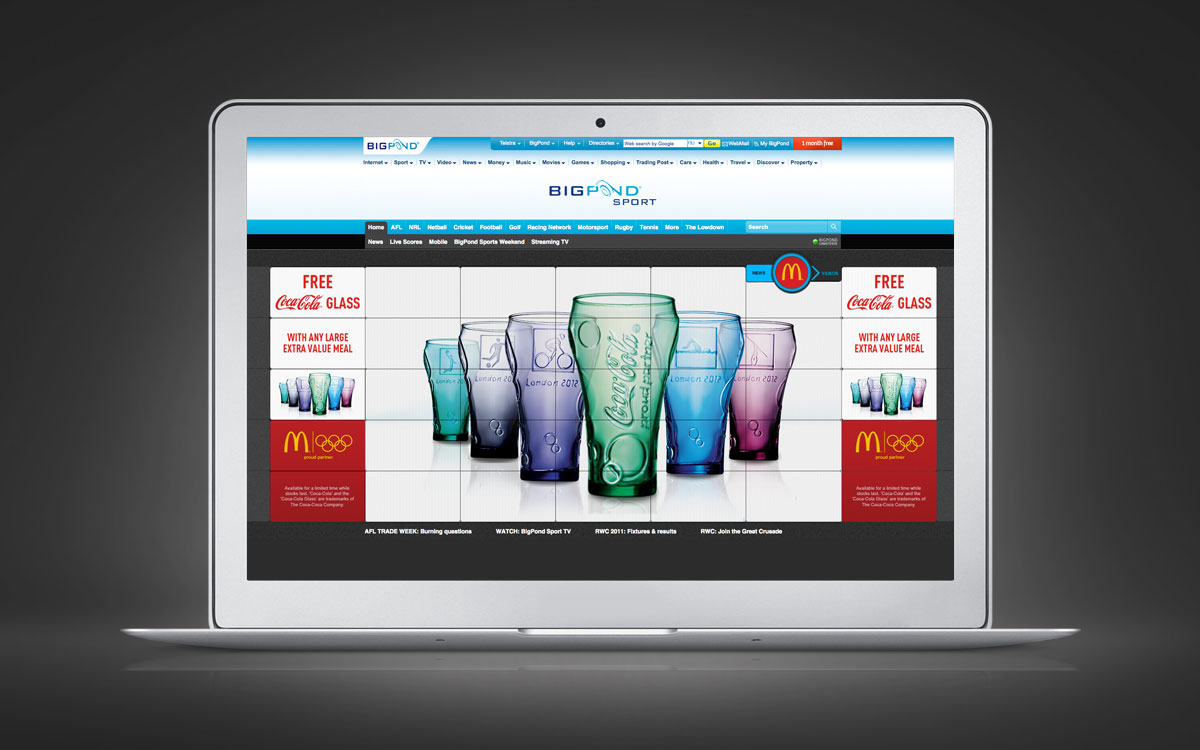 BIGPOND
Telstra BigPond Help Directories Web search by Google Go WebMail My BigPond 1 month free
Internet Sport TV Video News Money Music Movies Games Shopping Trading Post Cars Health Travel Discover Property
BIGPOND
SPORT
Home AFL NRL Netball Cricket Football Golf Racing Network Motorsport Rugby Tennis More The Lowdown Search
News Live Scores Mobile BigPond Sports Weekend Streaming TV
BIGPOND
NEWS
VIDEOS
FREE
Coca-Cola GLASS
WITH ANY LARGE
EXTRA VALUE MEAL
proud partner
Available for a limited time while
stocks last. 'Coca-Cola' and the
'Coca-Cola Glass' are trademarks of
The Coca-Coca Company.
London 2012
London 2012
Coca-Cola
proud partner
London 2012
FREE
Coca-Cola GLASS
WITH ANY LARGE
EXTRA VALUE MEAL
proud partner
Available for a limited time while
stocks last. 'Coca-Cola' and the
'Coca-Cola Glass' are trademarks of
The Coca-Coca Company.
AFL TRADE WEEK: Burning questions WATCH: BigPond Sport TV RWC 2011: Fixtures & results RWC: Join the Great Crusade